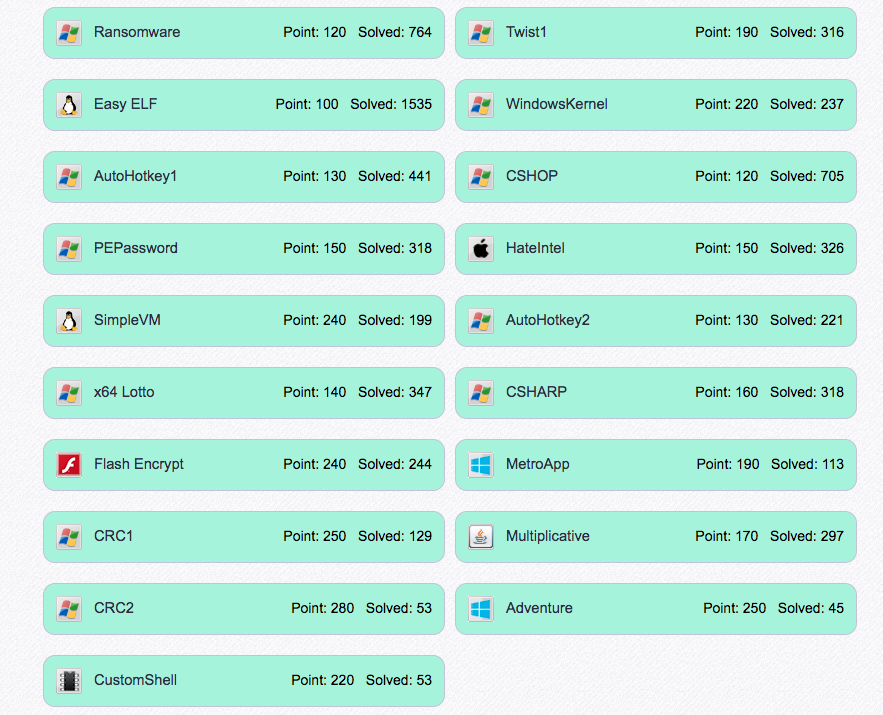 Ransomware Point: 120 Solved: 764
Twist1 Point: 190 Solved: 316
Easy ELF Point: 100 Solved: 1535
WindowsKernel Point: 220 Solved: 237
AutoHotkey1 Point: 130 Solved: 441
CSHOP Point: 120 Solved: 705
PEPassword Point: 150 Solved: 318
HateIntel Point: 150 Solved: 326
SimpleVM Point: 240 Solved: 199
AutoHotkey2 Point: 130 Solved: 221
x64 Lotto Point: 140 Solved: 347
CSHARP Point: 160 Solved: 318
Flash Encrypt Point: 240 Solved: 244
MetroApp Point: 190 Solved: 113
CRC1 Point: 250 Solved: 129
Multiplicative Point: 170 Solved: 297
CRC2 Point: 280 Solved: 53
Adventure Point: 250 Solved: 45
CustomShell Point: 220 Solved: 53